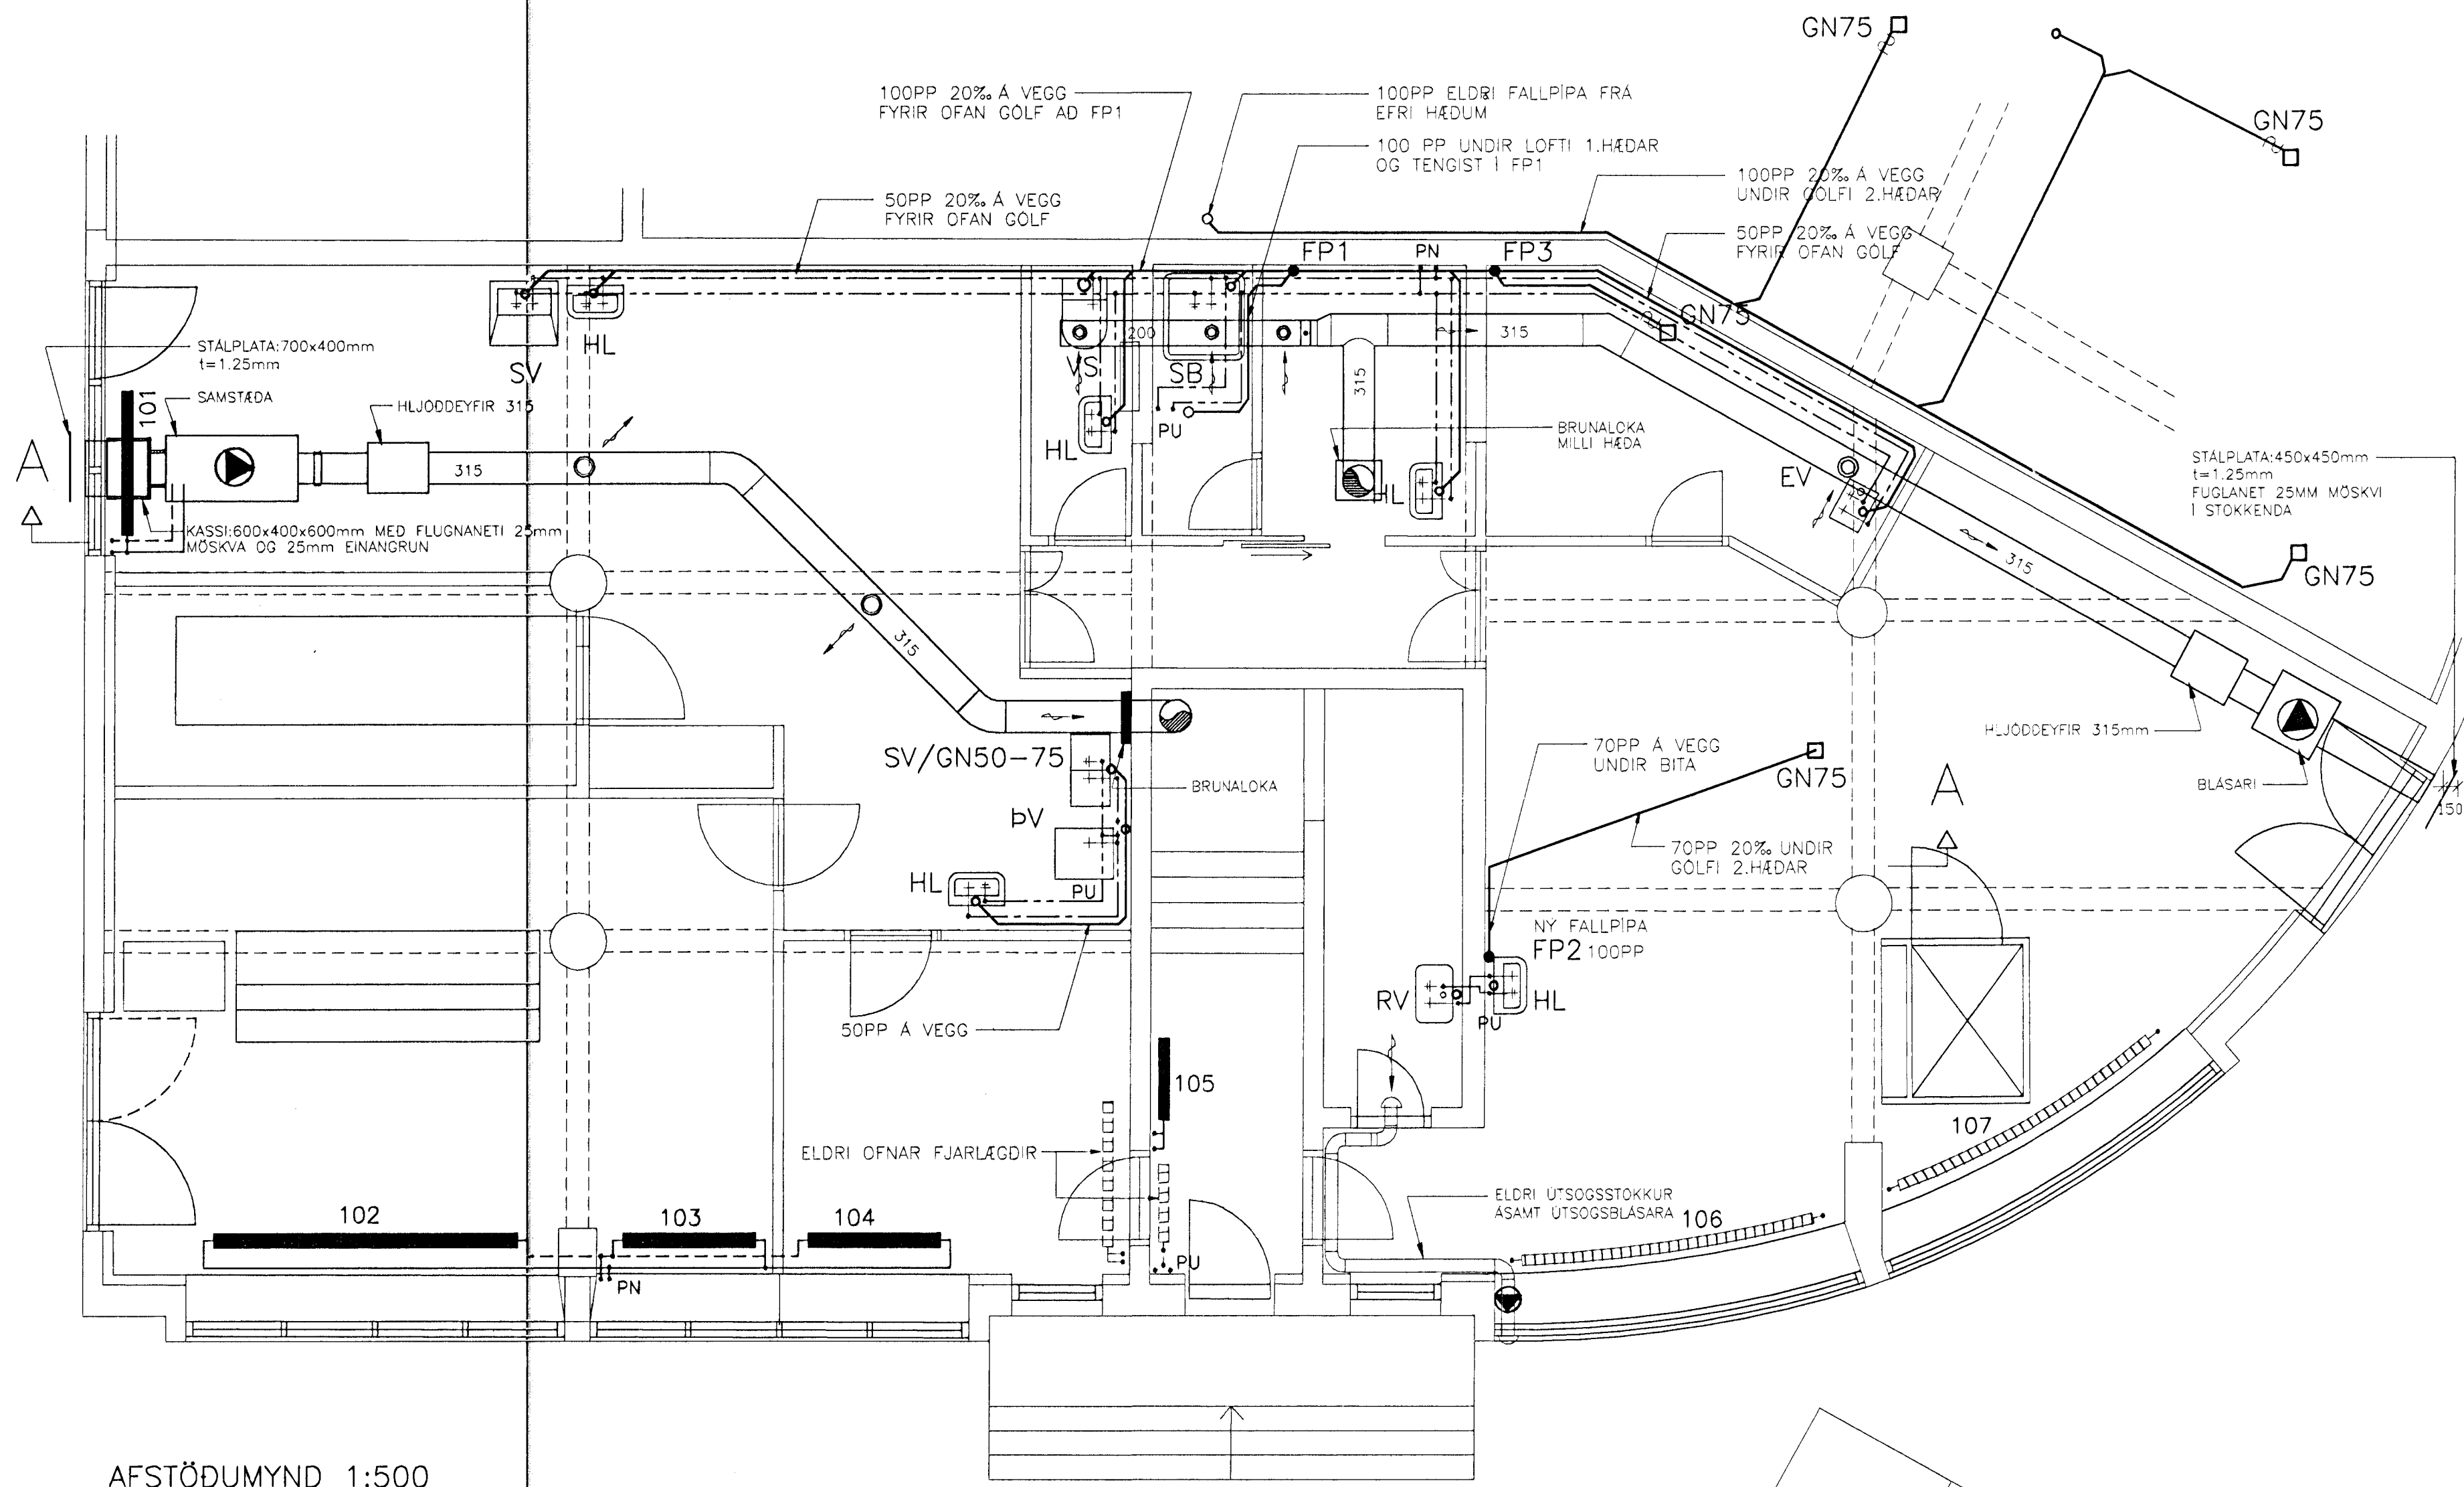 GN75
100PP 20‰ Á VEGG
FYRIR OFAN GÓLF AÐ FP1
100PP ELDRI FALLPÍPA FRÁ
EFRI HÆÐUM
GN75
100 PP UNDIR LOFTI 1.HÆÐAR
OG TENGIST Í FP1
100PP 20‰ Á VEGG
UNDIR GÓLFI 2.HÆÐAR
50PP 20‰ Á VEGG
FYRIR OFAN GÓLF
50PP 20‰ Á VEGG
FYRIR OFAN GÓLF
FP1
PN
FP3
GN75
STÁLPLATA:700x400mm
t=1.25mm
SV
HL
200
VS
SB
315
315
SAMSTÆÐA
101
HLJÓÐDEYFIR 315
PU
HL
BRUNALOKA
MILLI HÆÐA
A
315
HL
EV
STÁLPLATA:450x450mm
t=1.25mm
FUGLANET 25MM MÖSKVI
Í STOKKENDA
KASSI:600x400x600mm MEÐ FLUGNANETI 25mm
MÖSKVA OG 25mm EINANGRUN
315
GN75
315
SV/GN50-75
BRUNALOKA
70PP Á VEGG
UNDIR BITA
GN75
HLJÓÐDEYFIR 315mm
BLÁSARI
150
A
ÞV
70PP 20‰ UNDIR
GÓLFI 2.HÆÐAR
HL
PU
NÝ FALLPÍPA
FP2 100PP
RV
HL
PU
50PP Á VEGG
105
107
ELDRI OFNAR FJARLÆGÐIR
ELDRI ÚTSOGSSTOKKUR
ÁSAMT ÚTSOGSBLÁSARA
106
102
103
104
PU
PN
AFSTÖÐUMYND 1:500